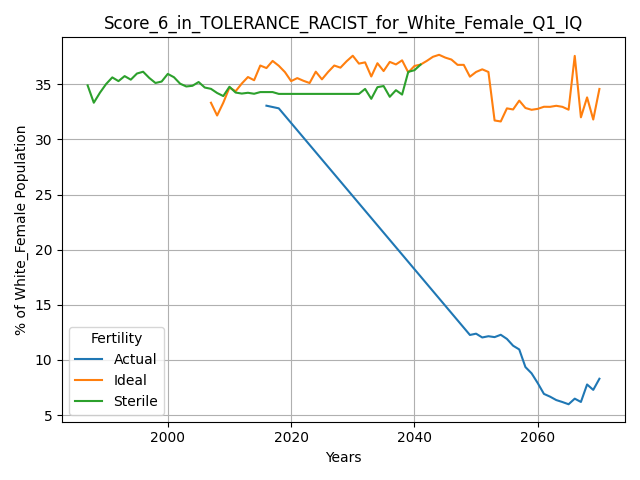 Score_6_in_TOLERANCE_RACIST_for_White_Female_Q1_IQ
% of White_Female Population
35
30
25
20
15
10
5
Fertility
Actual
Ideal
Sterile
2000
2020
2040
2060
Years